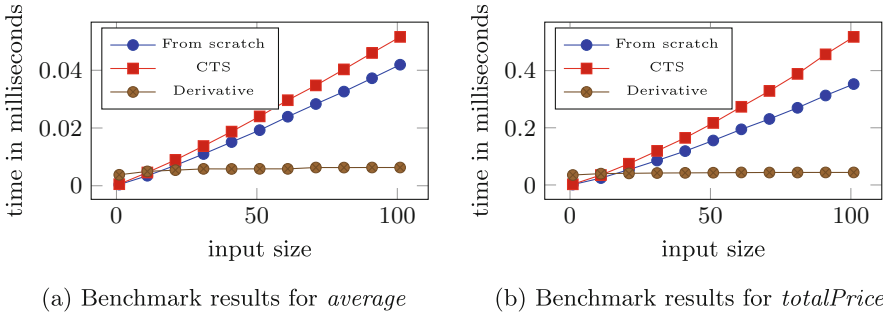 time in milliseconds
0.04
0.02
0
0
50
100
input size
From scratch
CTS
Derivative
(a) Benchmark results for average
time in milliseconds
0.4
0.2
0
0
50
100
input size
From scratch
CTS
Derivative
(b) Benchmark results for totalPrice